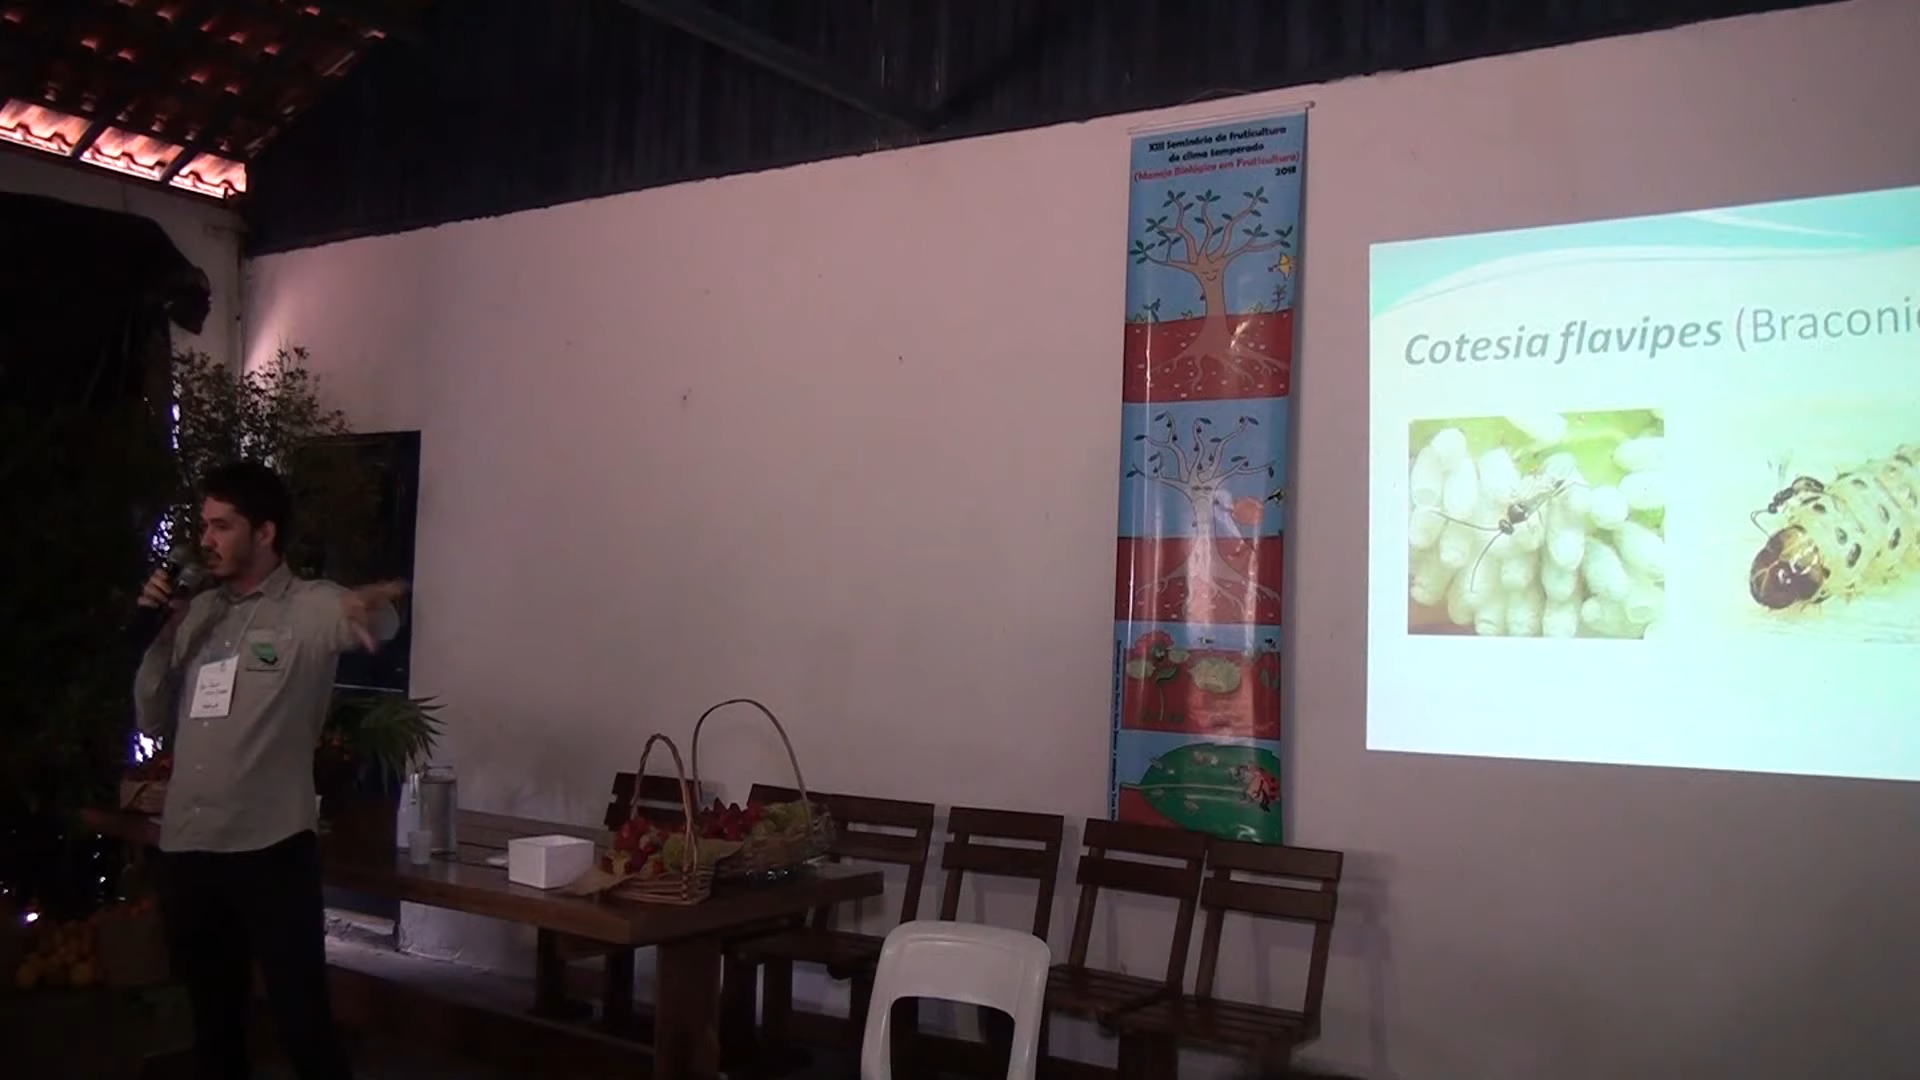 XIII Seminário de fruticultura
de clima temperado
(Manejo Biológico em Fruticultura)
2018
Cotesia flavipes (Braconi